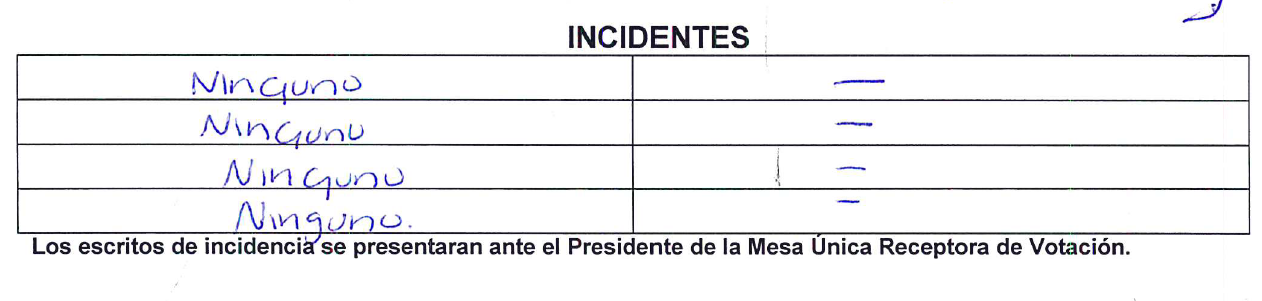 INCIDENTES
Ninguno —
Ninguno —
Ninguno —
Ninguno. —
Los escritos de incidencia se presentaran ante el Presidente de la Mesa Única Receptora de Votación.